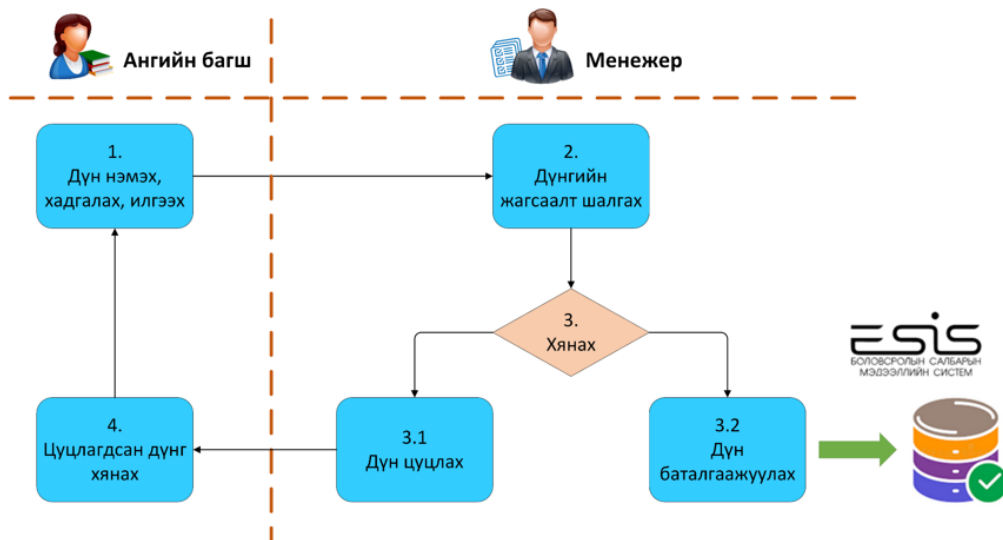 Ангийн багш
Менежер
1.
Дүн нэмэх,
хадгалах, илгээх
2.
Дүнгийн
жагсаалт шалгах
3.
Хянах
ESIS
БОЛОВСРОЛЫН САЛБАРЫН
МЭДЭЭЛЛИЙН СИСТЕМ
4.
Цуцлагдсан дүнг
хянах
3.1
Дүн цуцлах
3.2
Дүн
баталгаажуулах